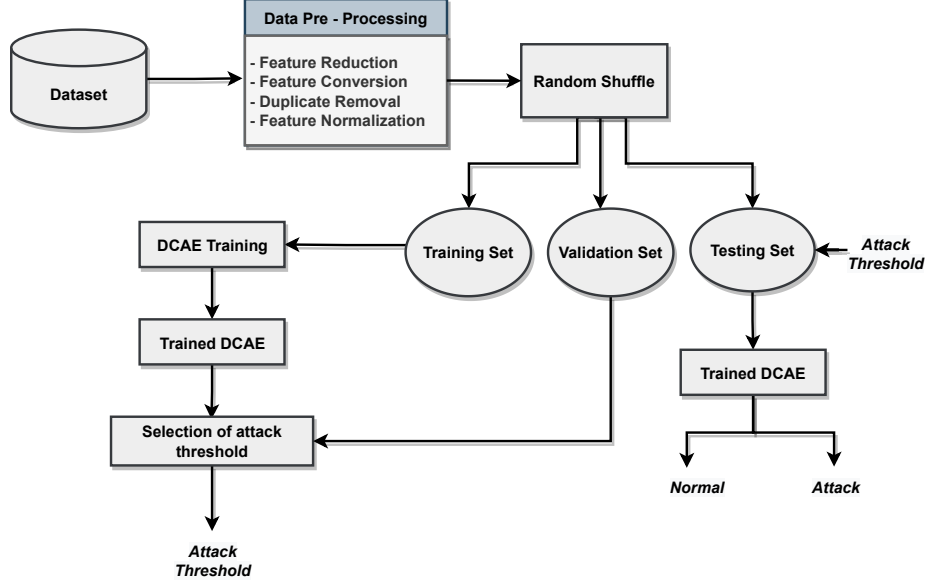 Data Pre - Processing
- Feature Reduction
- Feature Conversion
- Duplicate Removal
- Feature Normalization
Dataset
Random Shuffle
DCAE Training
Training Set
Validation Set
Testing Set
Attack
Threshold
Trained DCAE
Trained DCAE
Selection of attack
threshold
Normal
Attack
Attack
Threshold